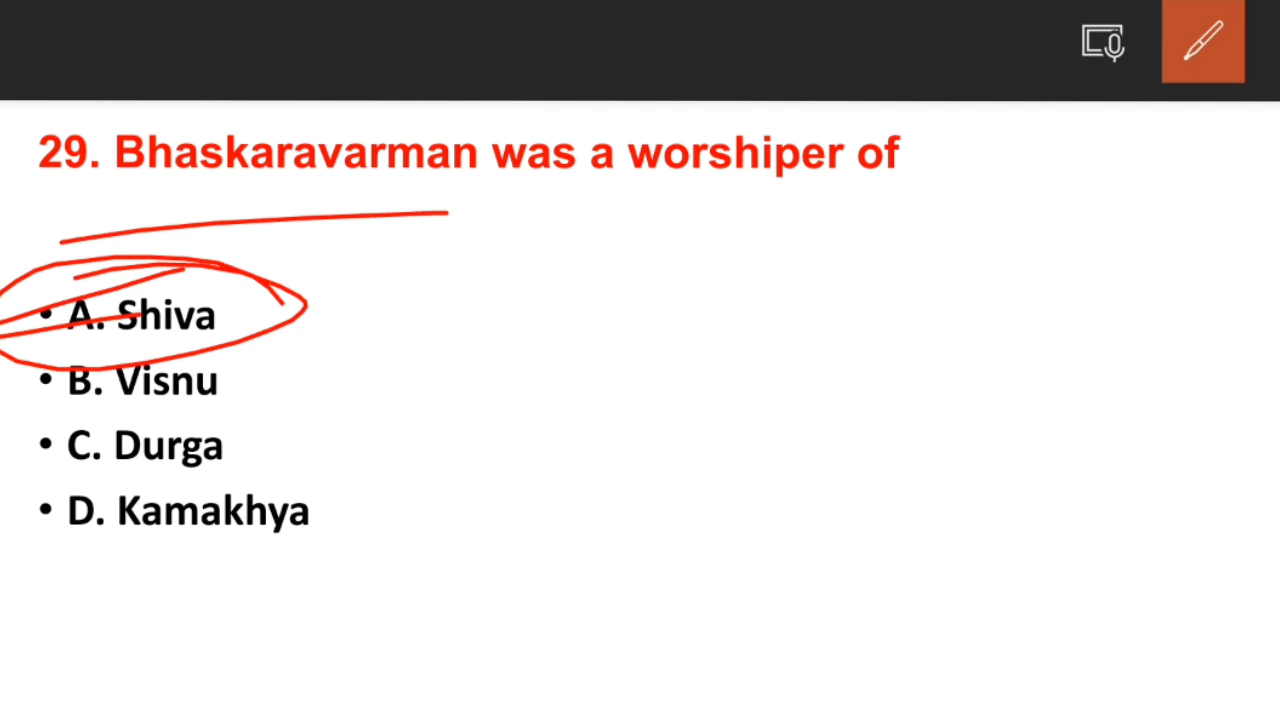 29. Bhaskaravarman was a worshiper of
• A. Shiva
• B. Visnu
• C. Durga
• D. Kamakhya